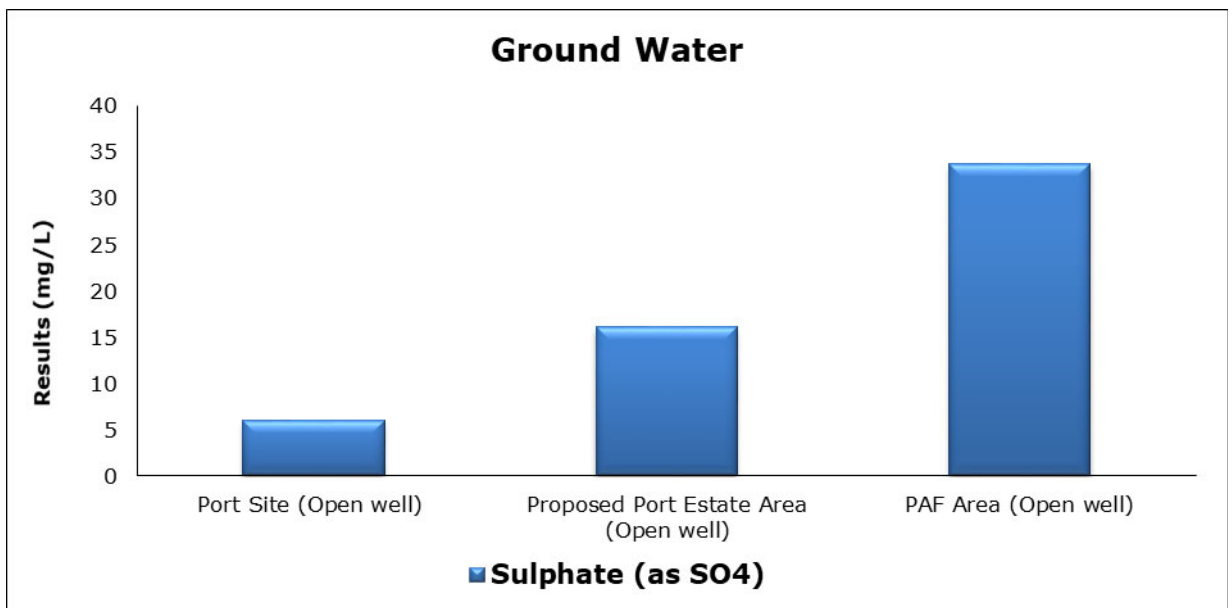 Ground Water
Results (mg/L)
40
35
30
25
20
15
10
5
0
Port Site (Open well)
Proposed Port Estate Area
(Open well)
PAF Area (Open well)
Sulphate (as SO4)